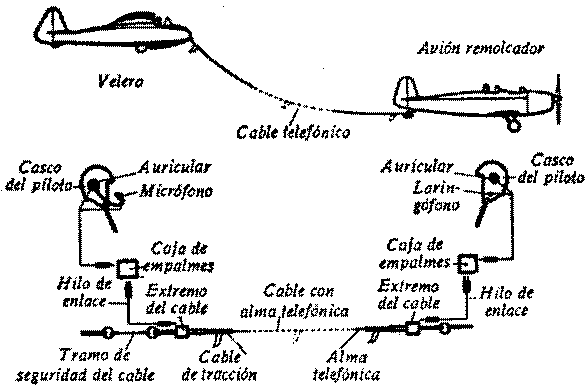 Avión remolcador
Velero
Cable telefónico
Casco
del piloto
Auricular
Micrófono
Auricular
Larin-
gófono
Casco
del piloto
Caja de
empalmes
Caja de
empalmes
Hilo de
enlace
Extremo
del cable
Cable con
alma telefónica
Extremo
del cable
Hilo de
enlace
Tramo de
seguridad del cable
Cable
de tracción
Alma
telefónica